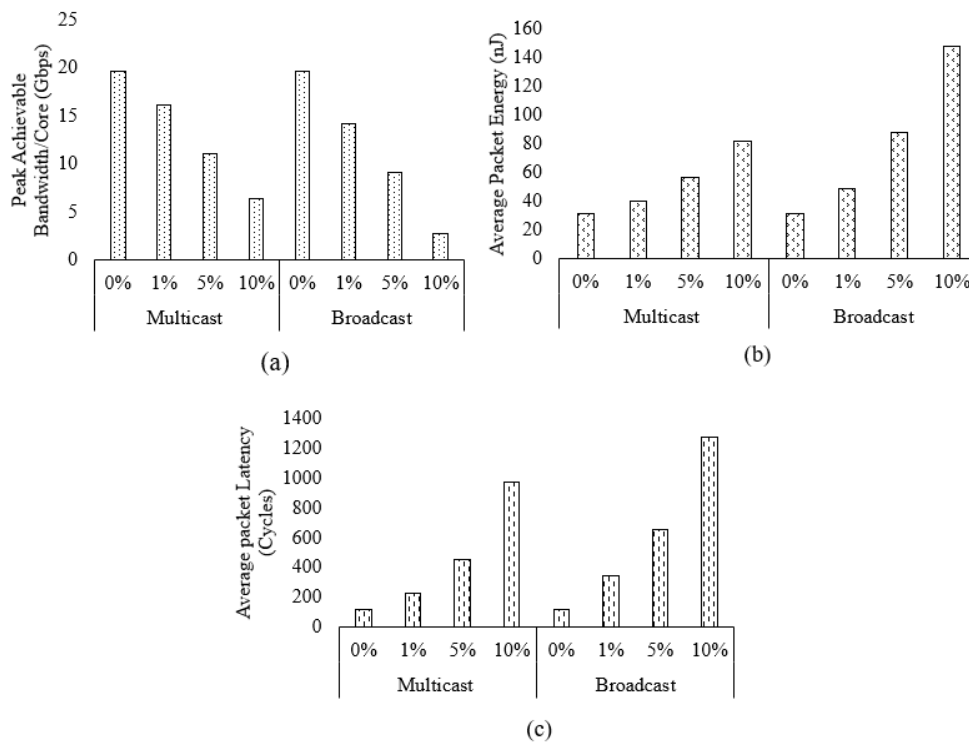 Peak Achievable
Bandwidth/Core (Gbps)
25
20
15
10
5
0
0% 1% 5% 10% 0% 1% 5% 10%
Multicast Broadcast
(a)
Average Packet Energy (nJ)
160
140
120
100
80
60
40
20
0
0% 1% 5% 10% 0% 1% 5% 10%
Multicast Broadcast
(b)
Average packet Latency
(Cycles)
1400
1200
1000
800
600
400
200
0
0% 1% 5% 10% 0% 1% 5% 10%
Multicast Broadcast
(c)